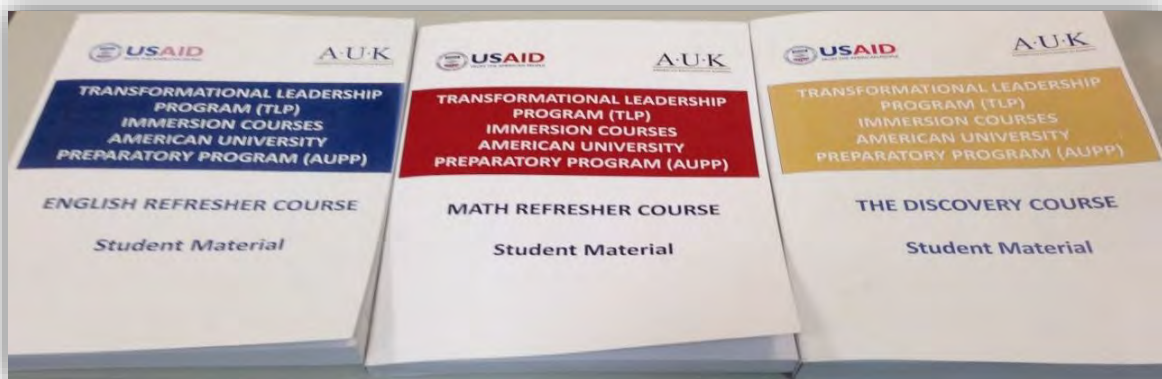 USAID
A·U·K
TRANSFORMATIONAL LEADERSHIP
PROGRAM (TLP)
IMMERSION COURSES
AMERICAN UNIVERSITY
PREPARATORY PROGRAM (AUPP)
ENGLISH REFRESHER COURSE
Student Material
USAID
A·U·K
TRANSFORMATIONAL LEADERSHIP
PROGRAM (TLP)
IMMERSION COURSES
AMERICAN UNIVERSITY
PREPARATORY PROGRAM (AUPP)
MATH REFRESHER COURSE
Student Material
USAID
A·U·K
TRANSFORMATIONAL LEADERSHIP
PROGRAM (TLP)
IMMERSION COURSES
AMERICAN UNIVERSITY
PREPARATORY PROGRAM (AUPP)
THE DISCOVERY COURSE
Student Material